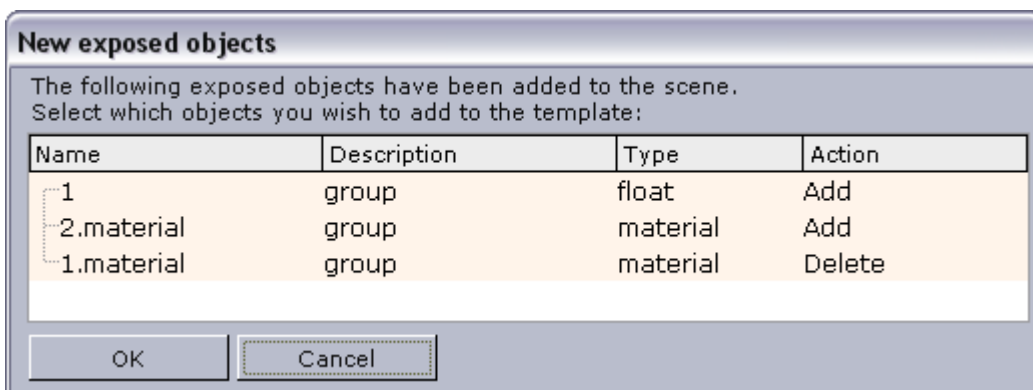 New exposed objects
The following exposed objects have been added to the scene.
Select which objects you wish to add to the template:
Name Description Type Action
1 group float Add
2.material group material Add
1.material group material Delete
OK Cancel